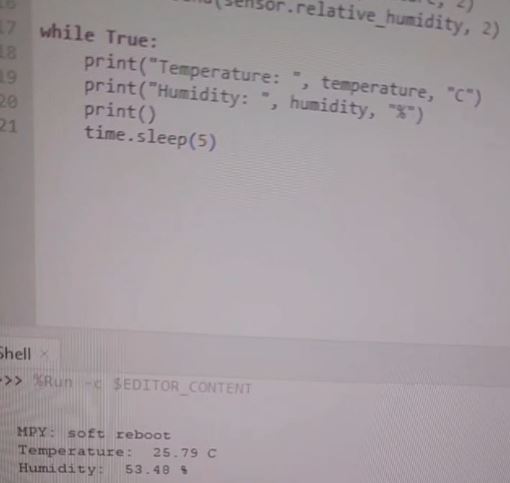 16 (sensor.relative_humidity, 2)
17 while True:
18 print("Temperature: ", temperature, "C")
19 print("Humidity: ", humidity, "%")
20 print()
21 time.sleep(5)
Shell ×
>>> %Run -c $EDITOR_CONTENT
MPY: soft reboot
Temperature: 25.79 C
Humidity: 53.48 %